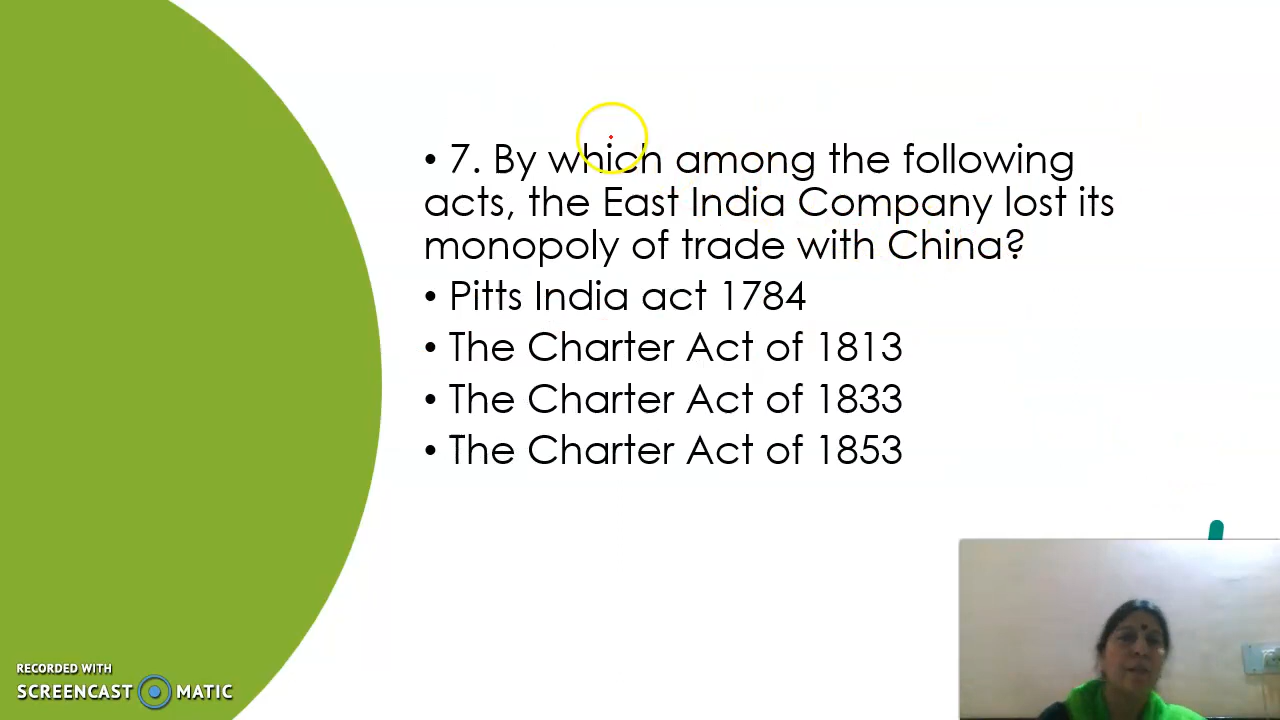 • 7. By which among the following
acts, the East India Company lost its
monopoly of trade with China?
• Pitts India act 1784
• The Charter Act of 1813
• The Charter Act of 1833
• The Charter Act of 1853
RECORDED WITH
SCREENCAST MATIC